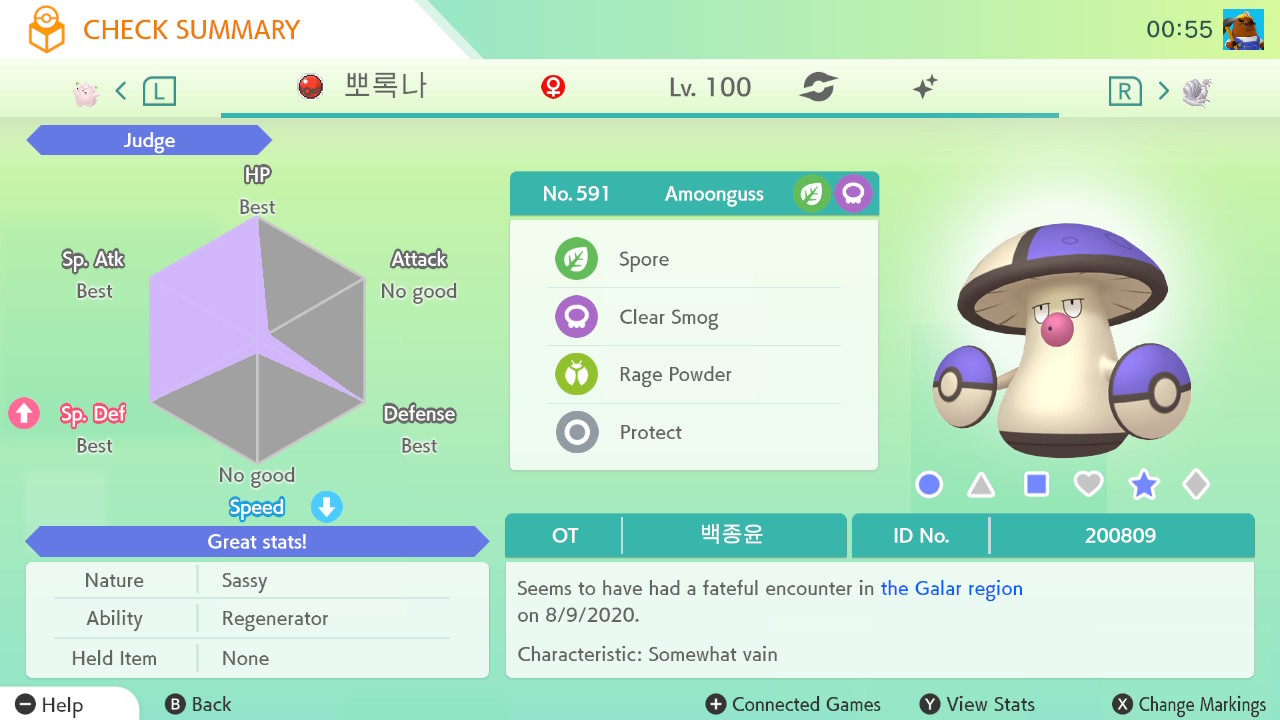 CHECK SUMMARY
00:55
L
뽀록나
Lv. 100
R
Judge
HP
Best
Sp. Atk
Best
Attack
No good
Sp. Def
Best
Defense
Best
No good
Speed
Great stats!
Nature Sassy
Ability Regenerator
Held Item None
No. 591 Amoonguss
Spore
Clear Smog
Rage Powder
Protect
OT 백종윤 ID No. 200809
Seems to have had a fateful encounter in the Galar region
on 8/9/2020.
Characteristic: Somewhat vain
Help
B Back
Connected Games
Y View Stats
X Change Markings